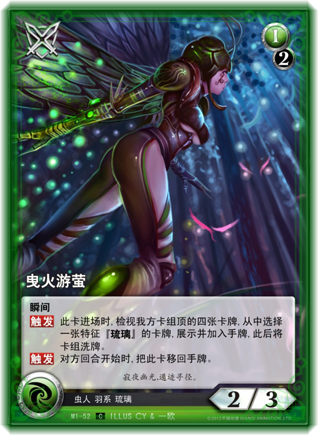 1
2
曳火游萤
瞬间
触发 此卡进场时,检视我方卡组顶的四张卡牌,从中选择
一张特征『琉璃』的卡牌,展示并加入手牌,此后将
卡组洗牌。
触发 对方回合开始时,把此卡移回手牌。
寂夜幽光,通途寻径。
虫人 羽系 琉璃
2/3
M1-52 C ILLUS CY & 一欧